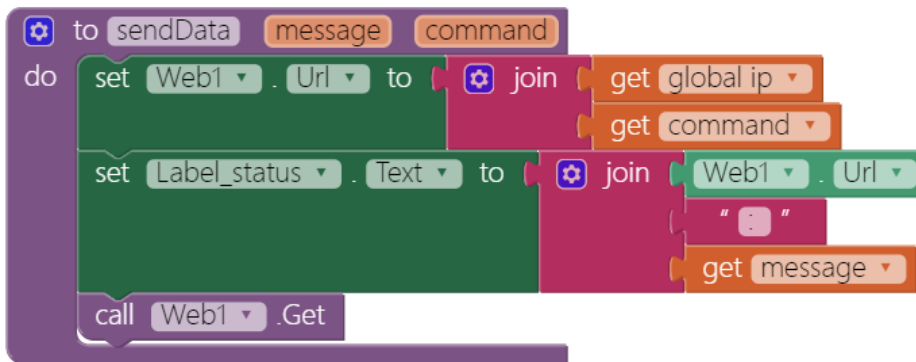 to sendData message command
do set Web1 . Url to join get global ip
get command
set Label_status . Text to join Web1 . Url
" : "
get message
call Web1 .Get